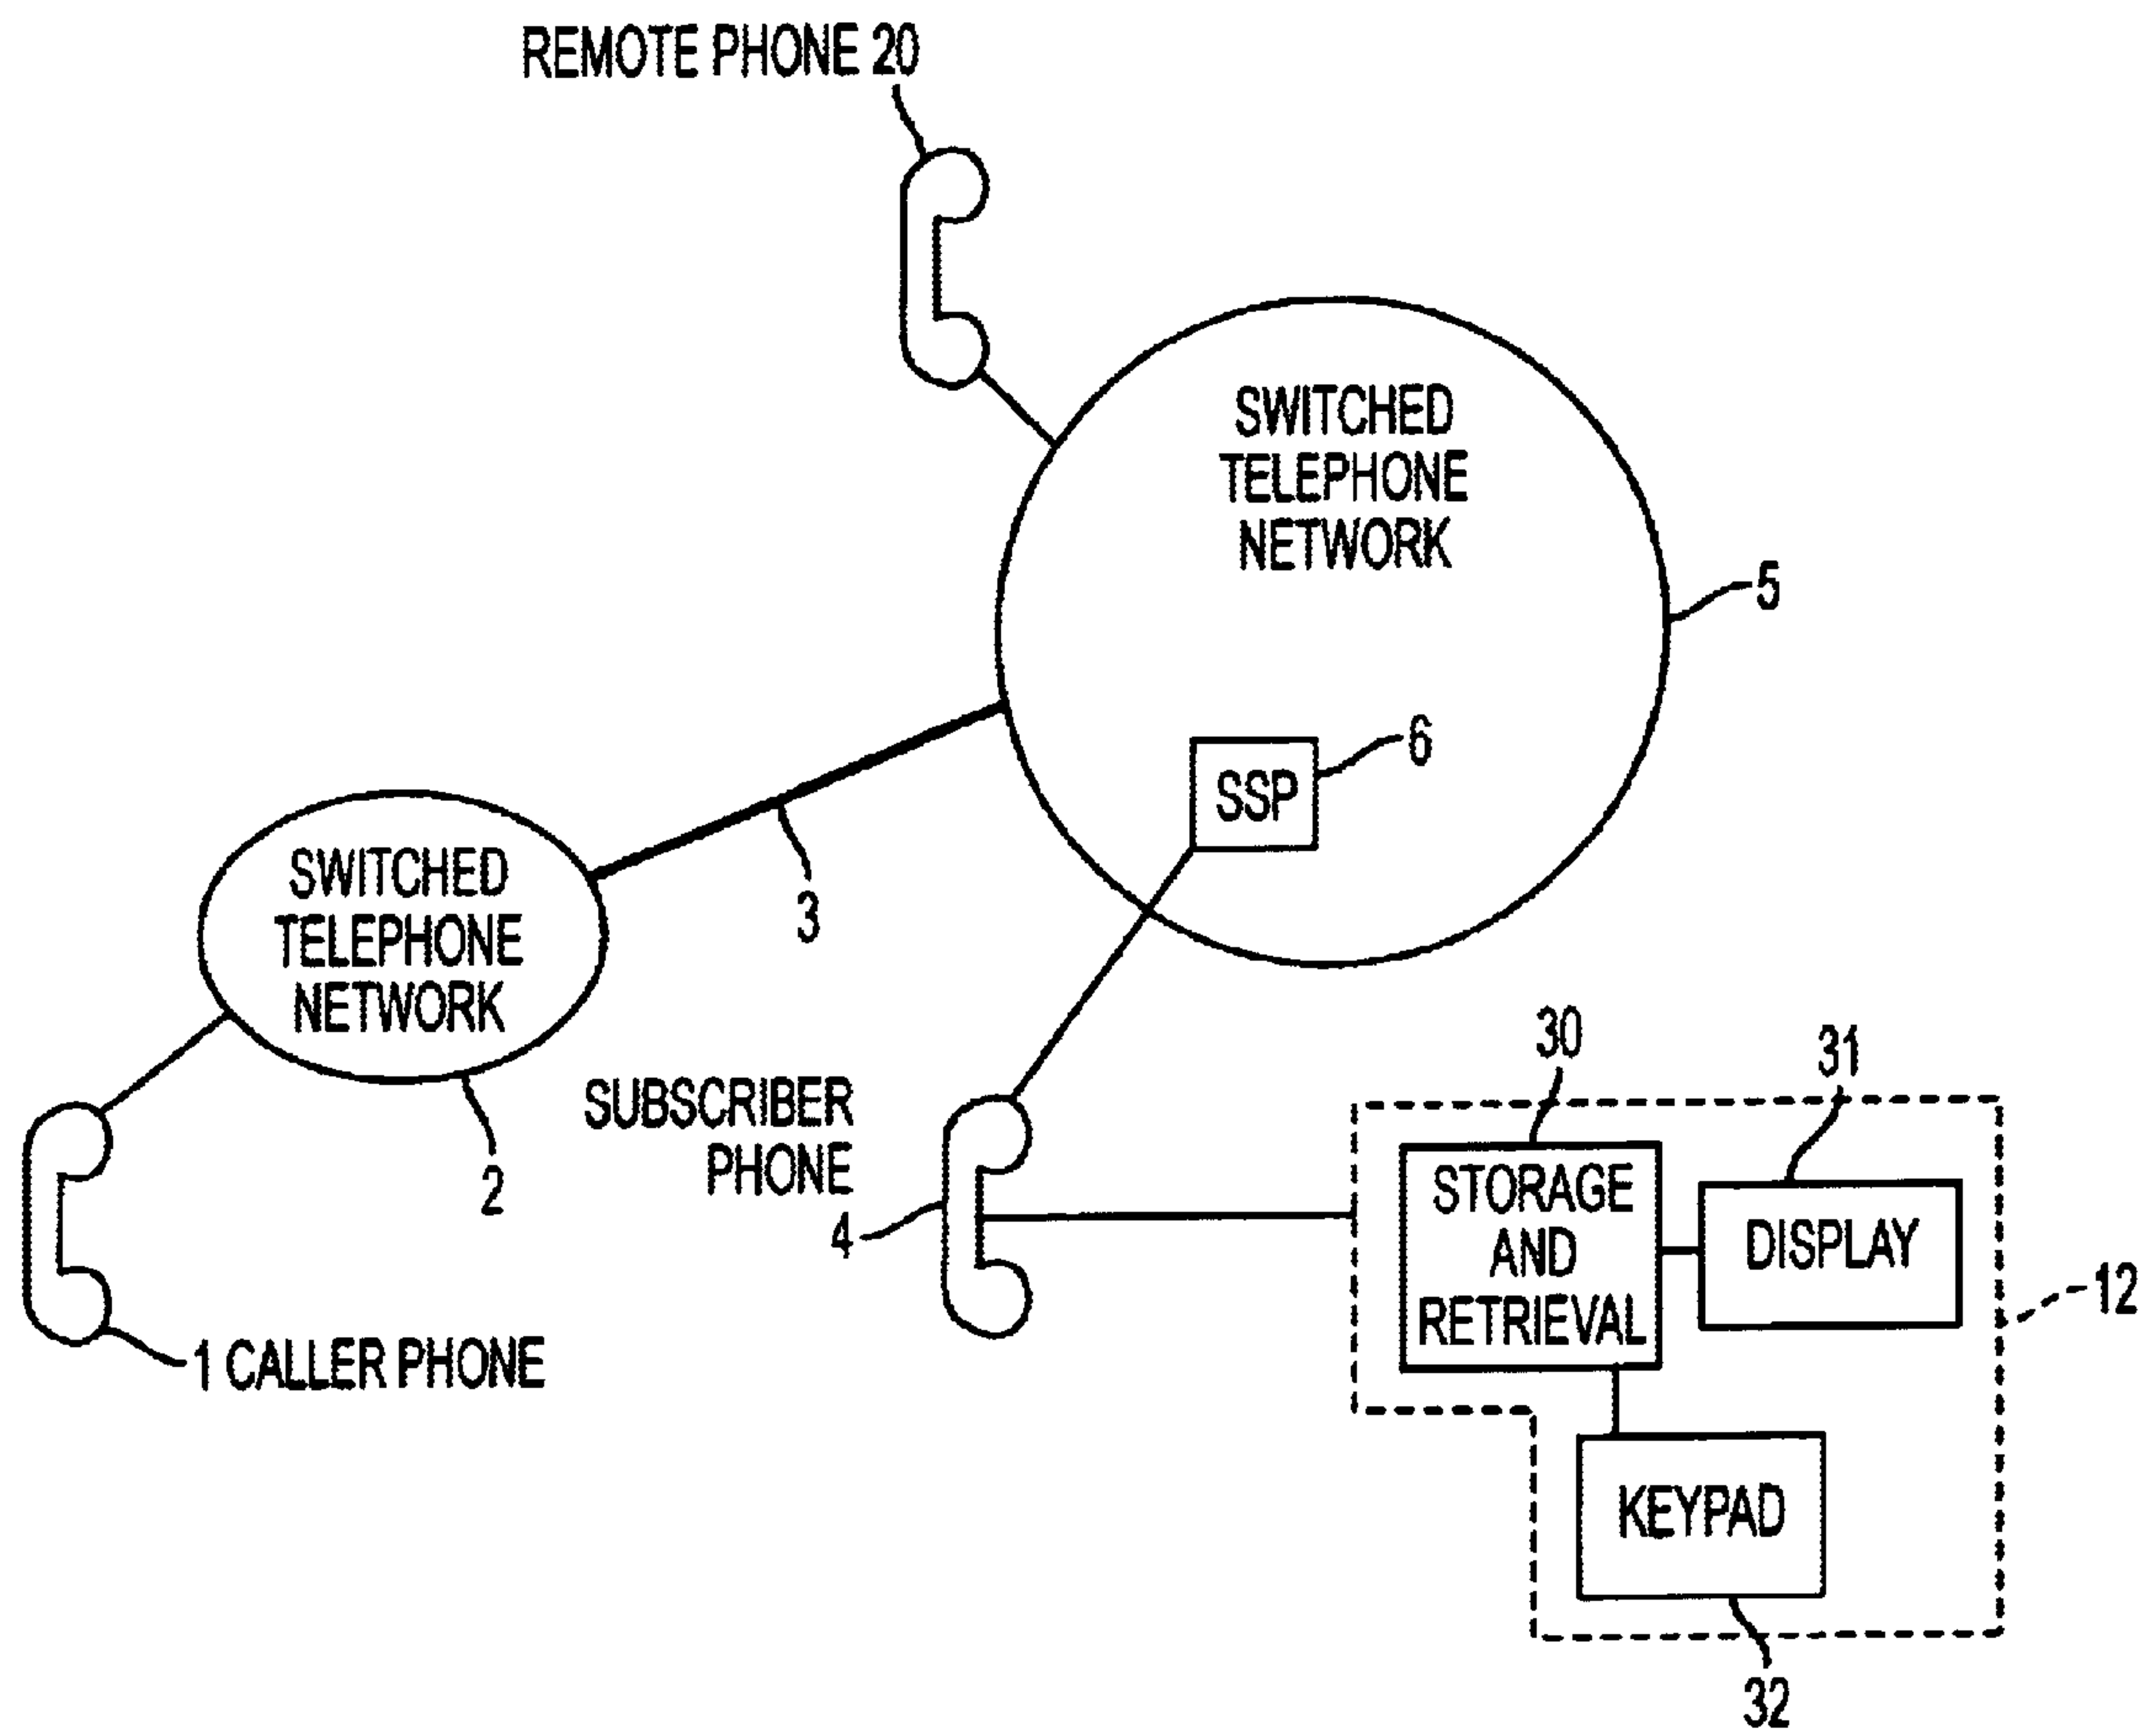 REMOTE PHONE 20
SWITCHED
TELEPHONE
NETWORK
5
6
SSP
3
SWITCHED
TELEPHONE
NETWORK
2
1 CALLER PHONE
SUBSCRIBER
PHONE
4
30
31
STORAGE
AND
RETRIEVAL
DISPLAY
12
KEYPAD
32